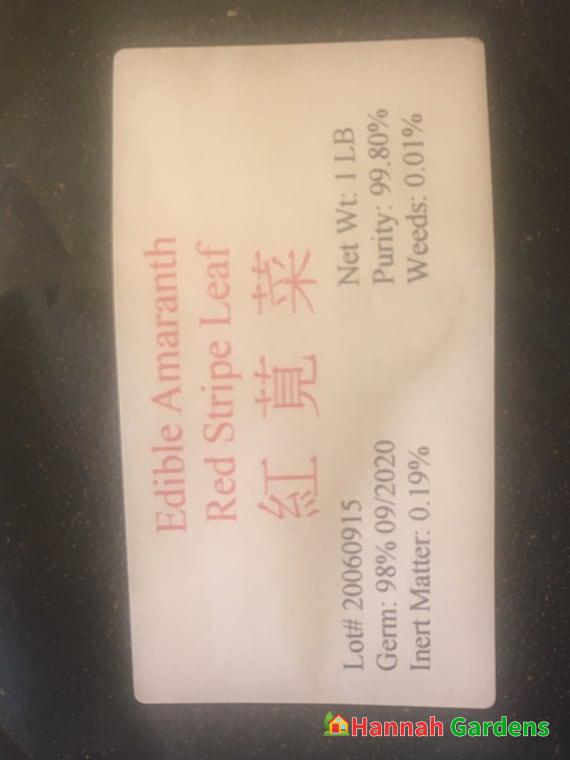 Edible Amaranth
Red Stripe Leaf
紅 莧 菜
Lot# 20060915
Net Wt: 1 LB
Germ: 98% 09/2020
Purity: 99.80%
Inert Matter: 0.19%
Weeds: 0.01%
Hannah Gardens